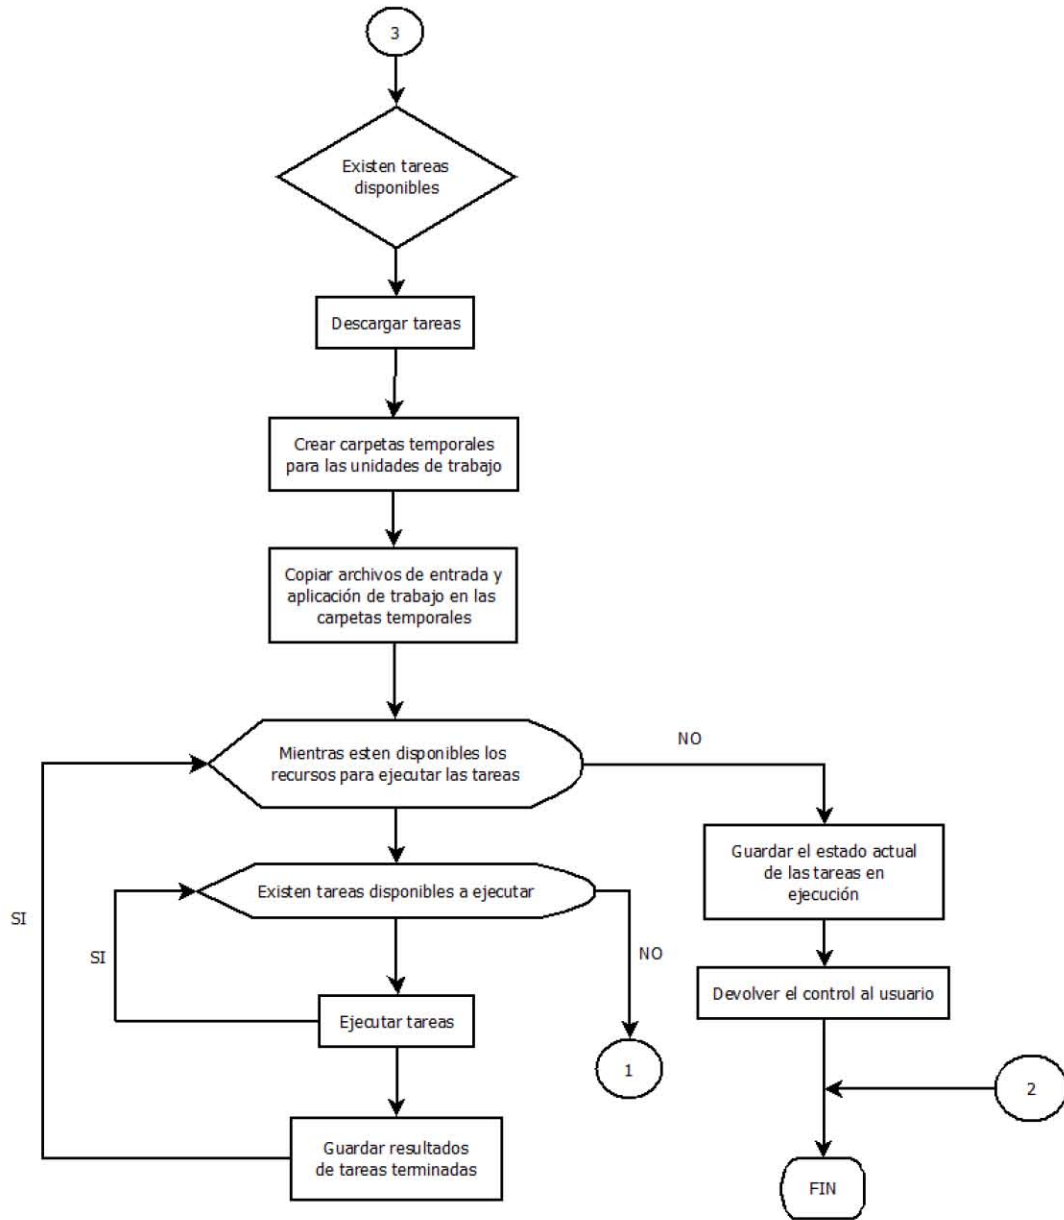 3
Existen tareas
disponibles
Descargar tareas
Crear carpetas temporales
para las unidades de trabajo
Copiar archivos de entrada y
aplicación de trabajo en las
carpetas temporales
Mientras esten disponibles los
recursos para ejecutar las tareas
NO
Guardar el estado actual
de las tareas en
ejecución
Existen tareas disponibles a ejecutar
SI
SI
NO
Devolver el control al usuario
Ejecutar tareas
1
2
Guardar resultados
de tareas terminadas
FIN